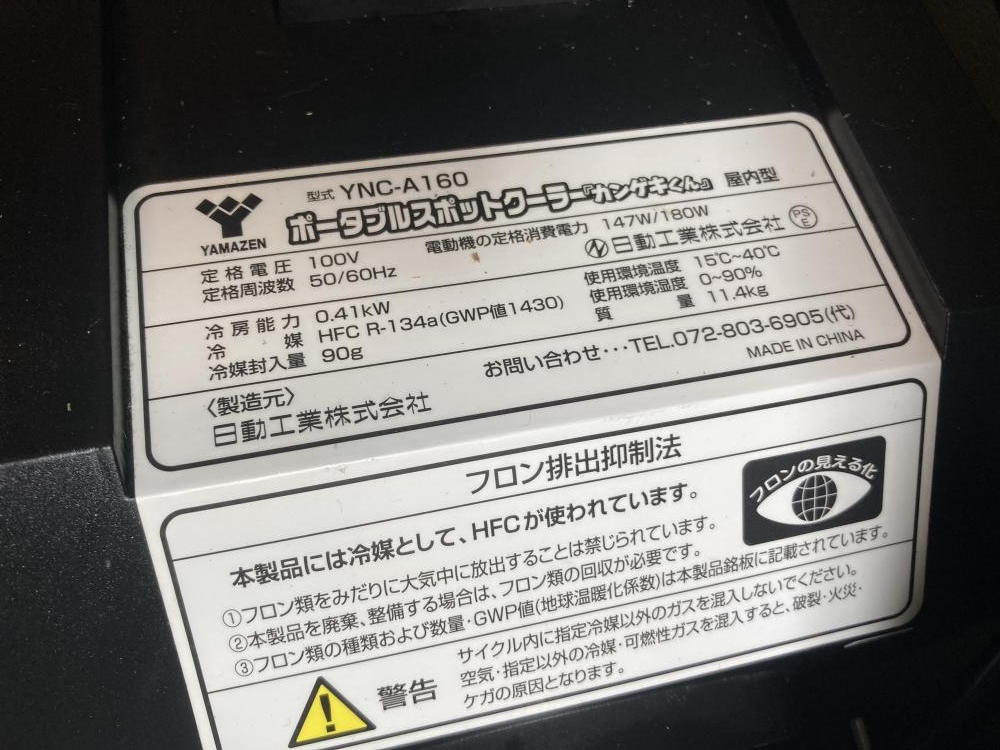 YAMAZEN
型式 YNC-A160
ポータブルスポットクーラー『カンゲキくん』 屋内型
定格電圧 100V
電動機の定格消費電力 147W/180W
定格周波数 50/60Hz
日動工業株式会社
PSE
冷房能力 0.41kW
使用環境温度 15℃~40℃
冷媒 HFC R-134a(GWP値1430)
使用環境湿度 0~90%
冷媒封入量 90g
質量 11.4kg
お問い合わせ・・・TEL.072-803-6905(代)
〈製造元〉
MADE IN CHINA
日動工業株式会社
フロン排出抑制法
フロンの見える化
本製品には冷媒として、HFCが使われています。
①フロン類をみだりに大気中に放出することは禁じられています。
②本製品を廃棄、整備する場合は、フロン類の回収が必要です。
③フロン類の種類および数量・GWP値(地球温暖化係数)は本製品銘板に記載されています。
警告
サイクル内に指定冷媒以外のガスを混入しないでください。
空気・指定以外の冷媒・可燃性ガスを混入すると、破裂・火災・
ケガの原因となります。